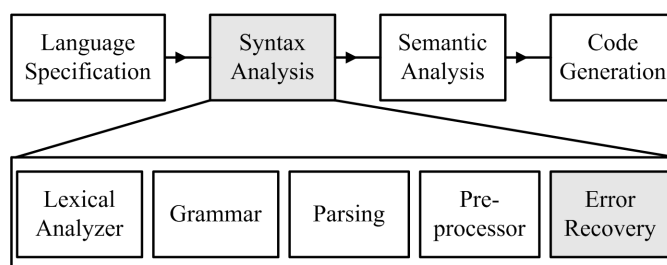 Language
Specification
Syntax
Analysis
Semantic
Analysis
Code
Generation
Lexical
Analyzer
Grammar
Parsing
Pre-
processor
Error
Recovery